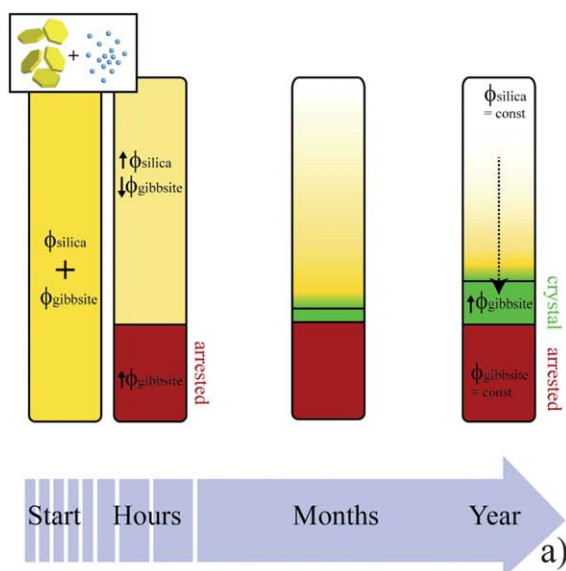 +
ϕsilica
+
ϕgibbsite
↑ϕsilica
↓ϕgibbsite
↑ϕgibbsite
arrested
ϕsilica
= const
↑ϕgibbsite
crystal
ϕgibbsite
= const
arrested
Start Hours Months Year
a)